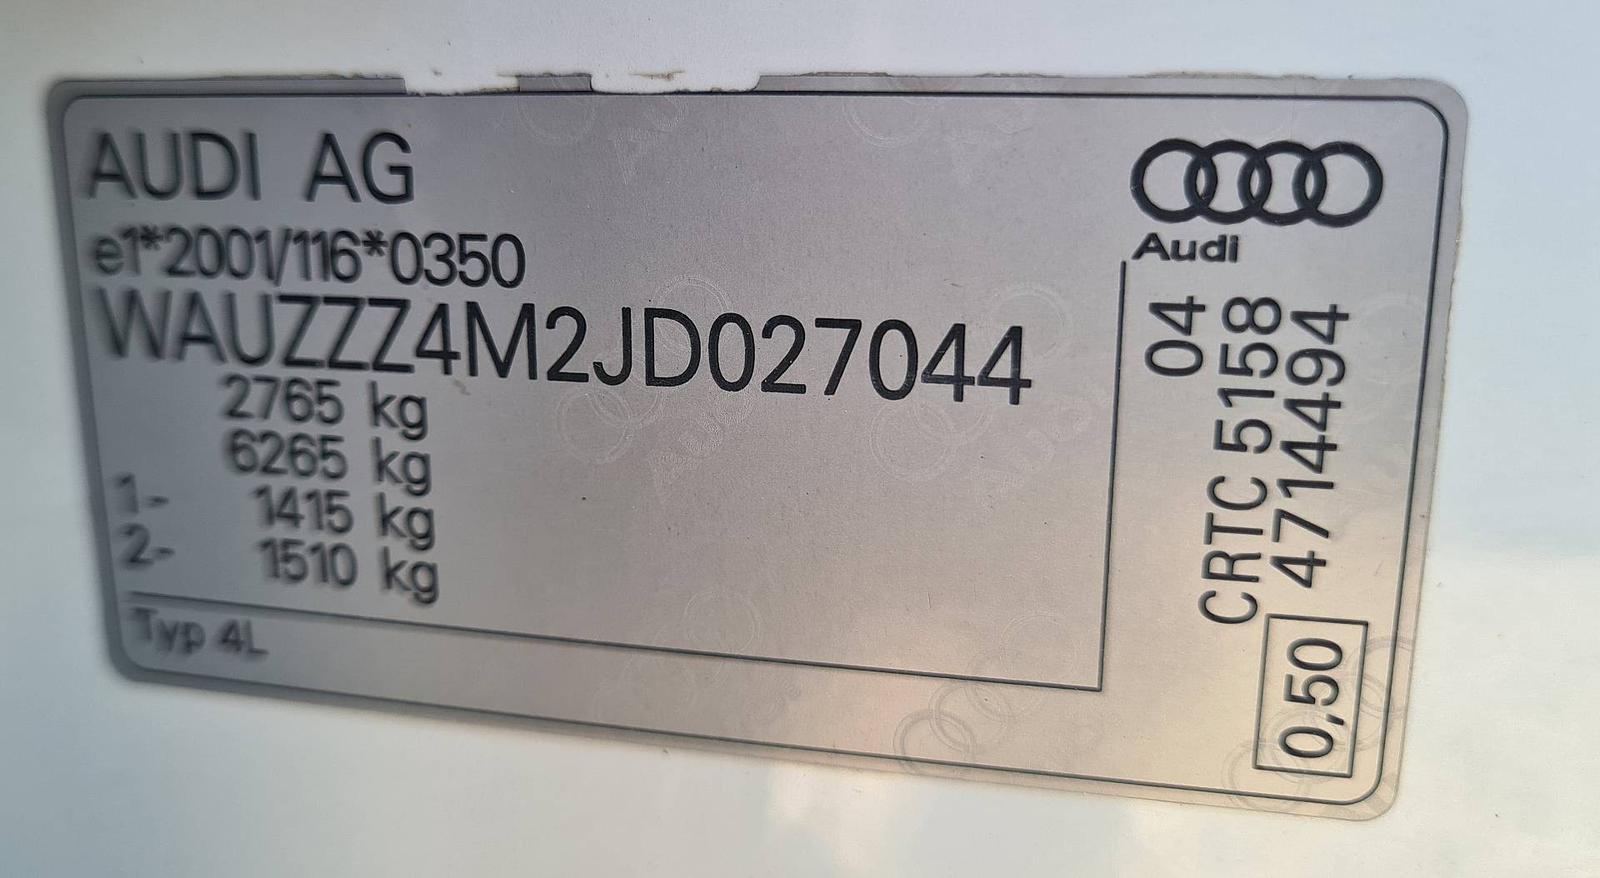 AUDI AG
e1*2001/116*0350
WAUZZZ4M2JD027044
2765 kg
6265 kg
1- 1415 kg
2- 1510 kg
Typ 4L
Audi
04
CRTC 5158
47144494
0,50